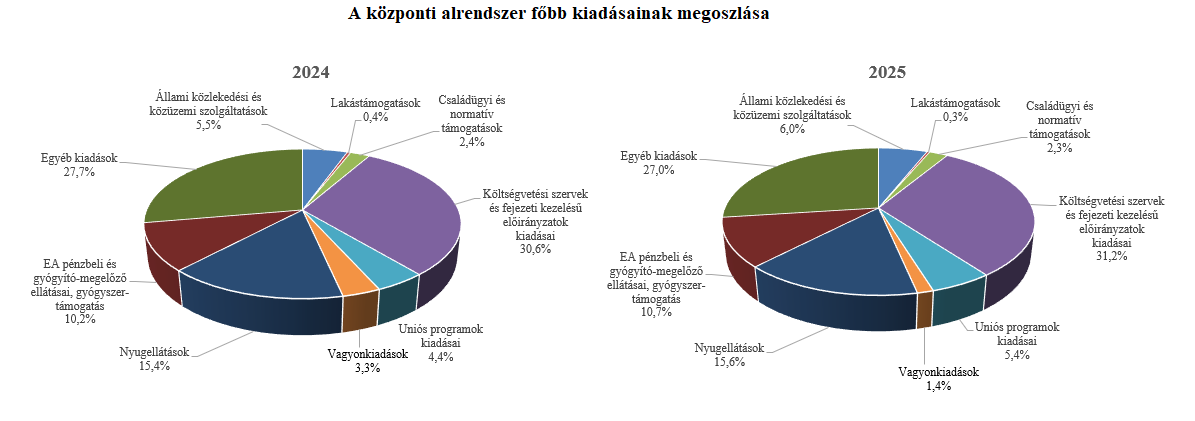 A központi alrendszer főbb kiadásainak megoszlása
2024
Állami közlekedési és
közüzemi szolgáltatások
5,5%
Lakástámogatások
0,4%
Családügyi és
normatív
támogatások
2,4%
Egyéb kiadások
27,7%
Költségvetési szervek
és fejezeti kezelésű
előirányzatok
kiadásai
30,6%
EA pénzbeli és
gyógyító-megelőző
ellátásai, gyógyszer-
támogatás
10,2%
Nyugellátások
15,4%
Vagyonkiadások
3,3%
Uniós programok
kiadásai
4,4%
2025
Állami közlekedési és
közüzemi szolgáltatások
6,0%
Lakástámogatások
0,3%
Családügyi és
normatív
támogatások
2,3%
Egyéb kiadások
27,0%
Költségvetési szervek
és fejezeti kezelésű
előirányzatok
kiadásai
31,2%
EA pénzbeli és
gyógyító-megelőző
ellátásai, gyógyszer-
támogatás
10,7%
Nyugellátások
15,6%
Vagyonkiadások
1,4%
Uniós programok
kiadásai
5,4%